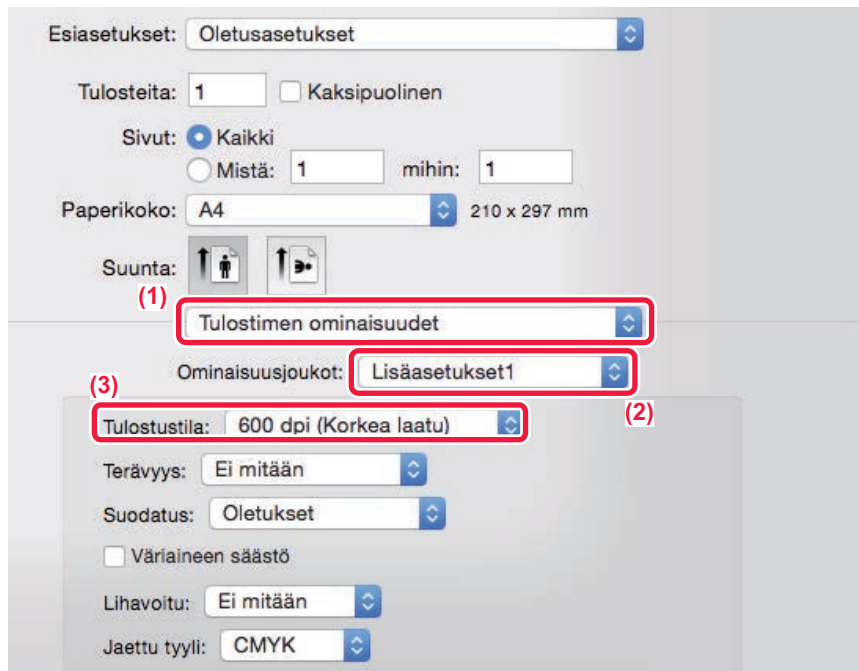 Esiasetukset: Oletusasetukset
Tulosteita: 1 Kaksipuolinen
Sivut: Kaikki
Mistä: 1 mihin: 1
Paperikoko: A4 210 x 297 mm
Suunta:
(1)
Tulostimen ominaisuudet
Ominaisuusjoukot: Lisäasetukset1
(3)
(2)
Tulostustila: 600 dpi (Korkea laatu)
Terävyys: Ei mitään
Suodatus: Oletukset
Väriaineen säästö
Lihavoitu: Ei mitään
Jaettu tyyli: CMYK